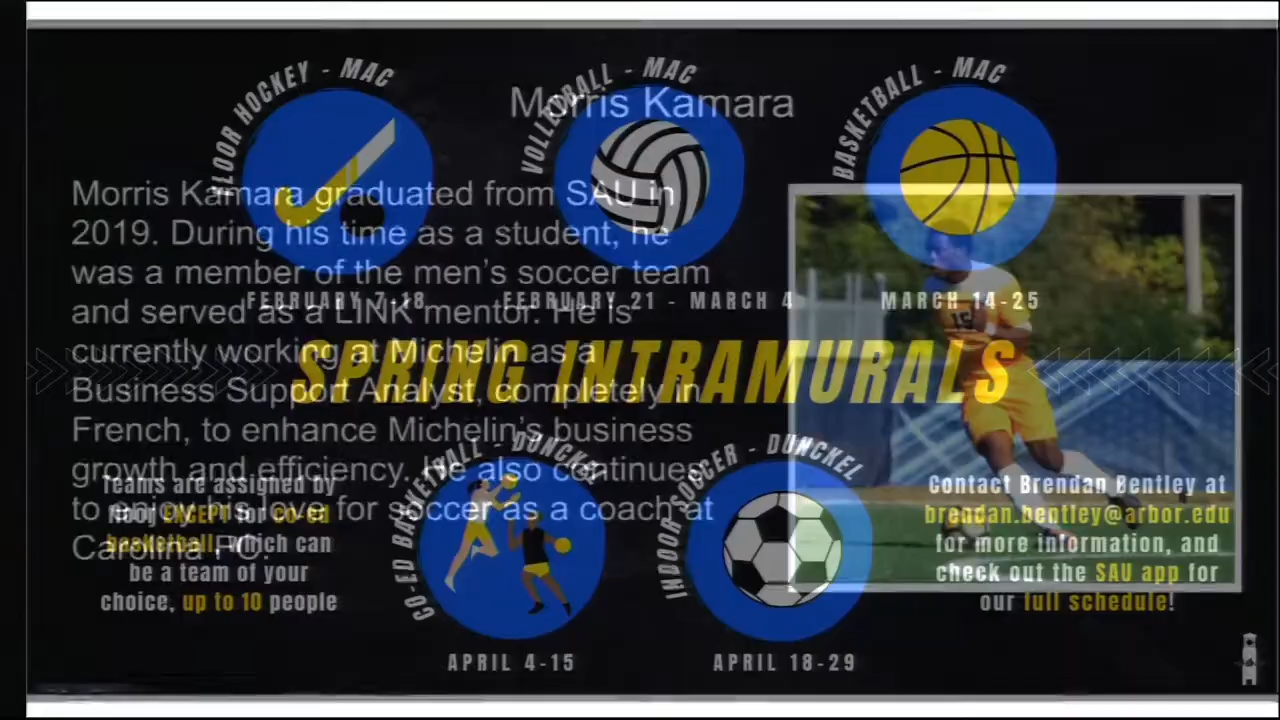 FLOOR HOCKEY - MAC
VOLLEYBALL - MAC
BASKETBALL - MAC
Morris Kamara
Morris Kamara graduated from SAU in
2019. During his time as a student, he
was a member of the men's soccer team
and served as a LINK mentor. He is
currently working at Michelin as a
Business Support Analyst, completely in
French, to enhance Michelin's business
growth and efficiency. He also continues
to his love for soccer as a coach at
Carolina FC.
FEBRUARY 7-18
FEBRUARY 21 - MARCH 4
MARCH 14-25
SPRING INTRAMURALS
CO-ED BASKETBALL - DUNCKEL
INDOOR SOCCER - DUNCKEL
Teams are assigned by
floor EXCEPT for co-ed
basketball, which can
be a team of your
choice, up to 10 people
Contact Brendan Bentley at
brendan.bentley@arbor.edu
for more information, and
check out the SAU app for
our full schedule!
APRIL 4-15
APRIL 18-29
15